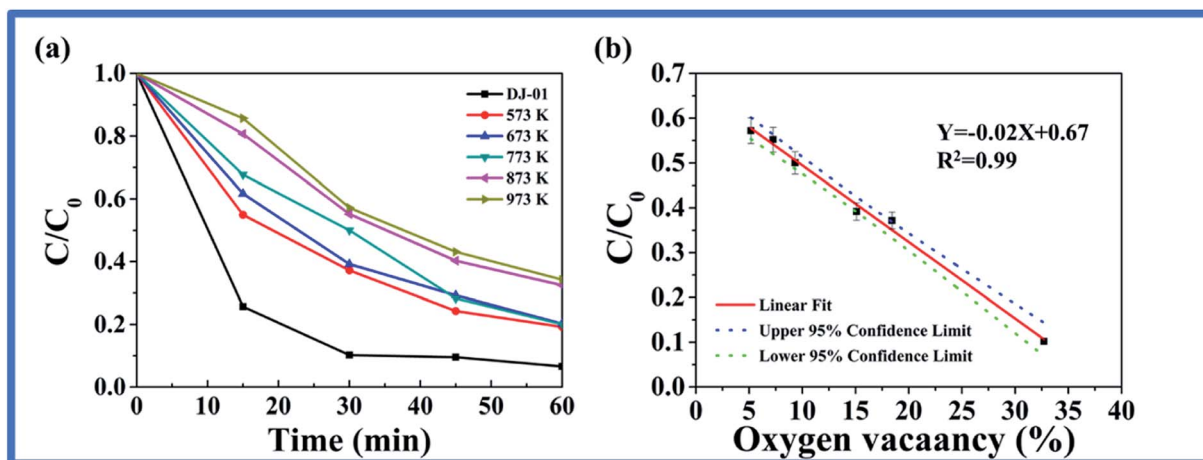 (a)
C/C0
1.0
0.8
0.6
0.4
0.2
0.0
DJ-01
573 K
673 K
773 K
873 K
973 K
0 10 20 30 40 50 60
Time (min)
(b)
C/C0
0.7
0.6
0.5
0.4
0.3
0.2
0.1
0.0
Y=-0.02X+0.67
R²=0.99
Linear Fit
Upper 95% Confidence Limit
Lower 95% Confidence Limit
0 5 10 15 20 25 30 35 40
Oxygen vacaancy (%)